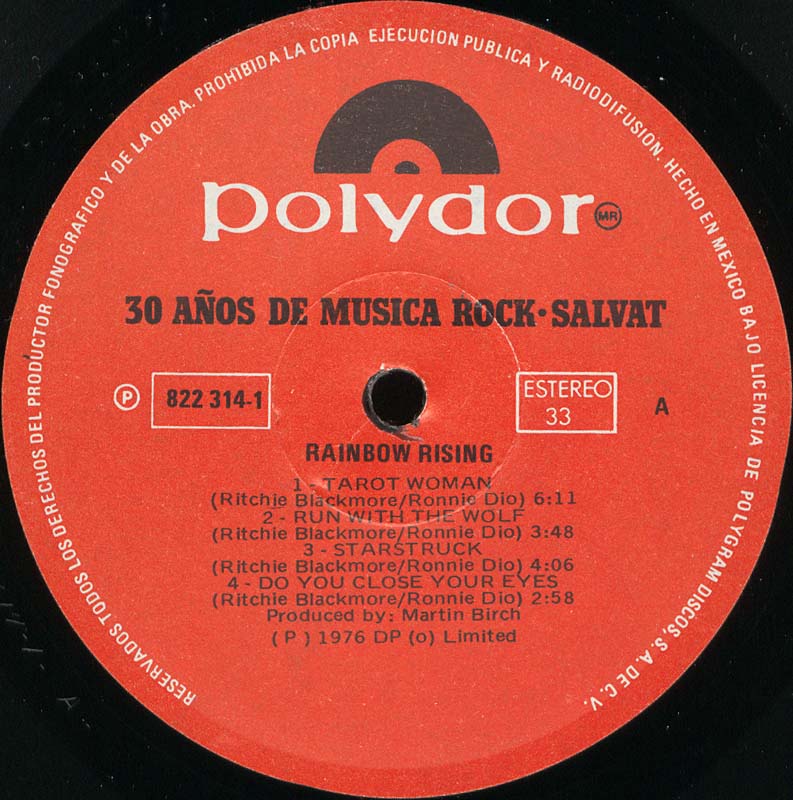 RESERVADOS TODOS LOS DERECHOS DEL PRODUCTOR FONOGRAFICO Y DE LA OBRA. PROHIBIDA LA COPIA EJECUCION PUBLICA Y RADIODIFUSION. HECHO EN MEXICO BAJO LICENCIA DE POLYGRAM DISCOS, S.A. DE C.V.
polydor MR
30 AÑOS DE MUSICA ROCK·SALVAT
℗ 822 314-1 ESTEREO
33 A
RAINBOW RISING
1 - TAROT WOMAN
(Ritchie Blackmore/Ronnie Dio) 6:11
2 - RUN WITH THE WOLF
(Ritchie Blackmore/Ronnie Dio) 3:48
3 - STARSTRUCK
(Ritchie Blackmore/Ronnie Dio) 4:06
4 - DO YOU CLOSE YOUR EYES
(Ritchie Blackmore/Ronnie Dio) 2:58
Produced by: Martin Birch
( P ) 1976 DP (o) Limited